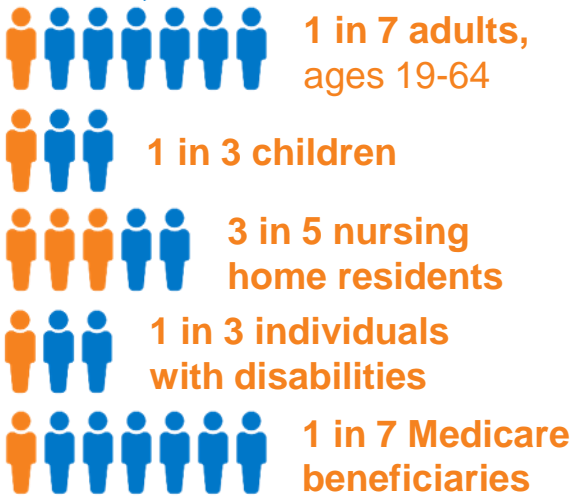 1 in 7 adults,
ages 19-64
1 in 3 children
3 in 5 nursing
home residents
1 in 3 individuals
with disabilities
1 in 7 Medicare
beneficiaries